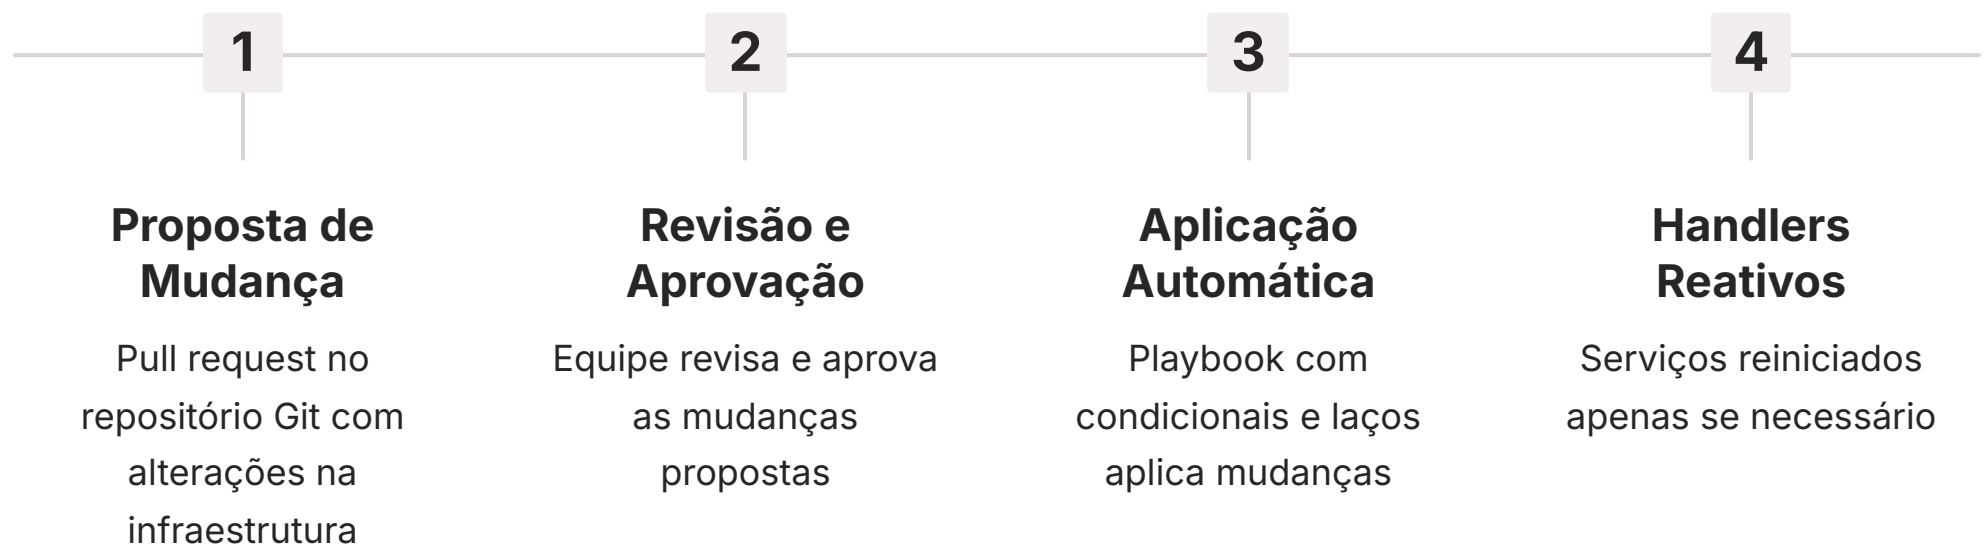 1
Proposta de
Mudança
Pull request no
repositório Git com
alterações na
infraestrutura
2
Revisão e
Aprovação
Equipe revisa e aprova
as mudanças
propostas
3
Aplicação
Automática
Playbook com
condicionais e laços
aplica mudanças
4
Handlers
Reativos
Serviços reiniciados
apenas se necessário